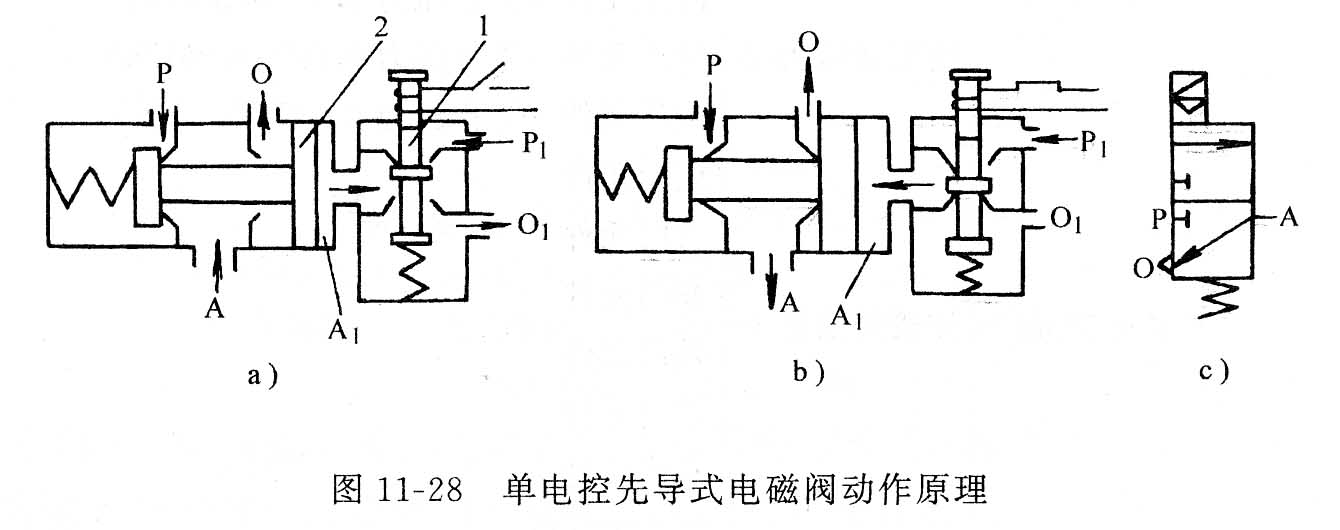 2 1
P O P₁ O₁ A A₁
a)
P O P₁ O₁ A A₁
b)
P A O
c)
图 11-28 单电控先导式电磁阀动作原理